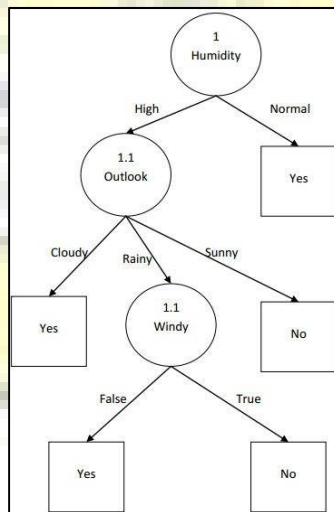 1
Humidity
High
Normal
1.1
Outlook
Yes
Cloudy
Rainy
Sunny
Yes
1.1
Windy
No
False
True
Yes
No